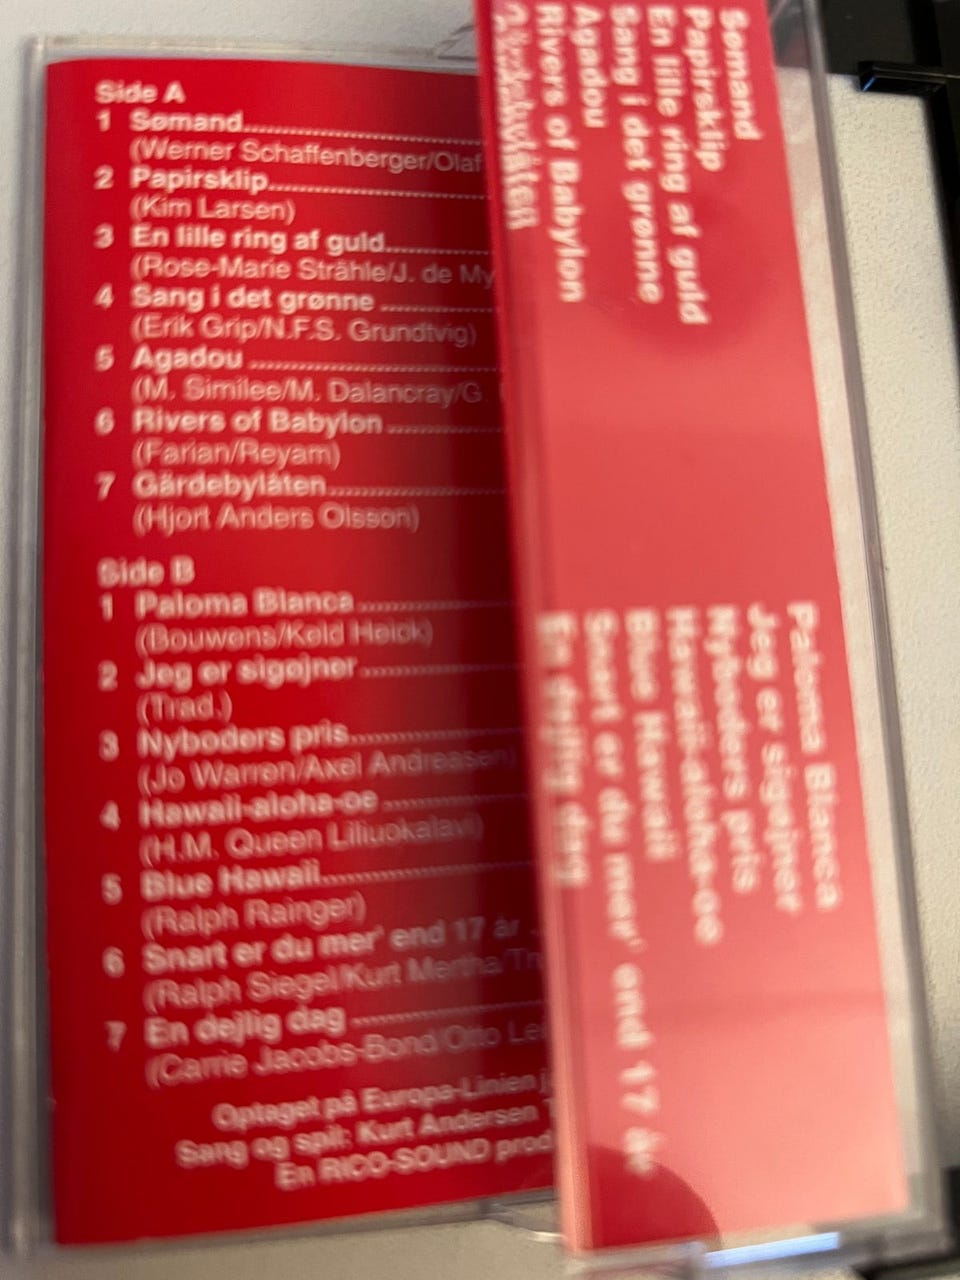 Side A
1 Sømand
(Werner Schaffenberger/Olaf
2 Papirsklip
(Kim Larsen)
3 En lille ring af guld
(Rose-Marie Strähle/J. de My
4 Sang i det grønne
(Erik Grip/N.F.S. Grundtvig)
5 Agadou
(M. Similee/M. Dalancray/G.
6 Rivers of Babylon
(Farian/Reyam)
7 Gärdebylåten
(Hjort Anders Olsson)
Side B
1 Paloma Blanca
(Bouwens/Keld Heick)
2 Jeg er sigøjner
(Trad.)
3 Nyboders pris
(Jo Warren/Axel Andreasen)
4 Hawaii-aloha-oe
(H.M. Queen Liliuokalavi)
5 Blue Hawaii
(Ralph Rainger)
6 Snart er du mer' end 17 år
(Ralph Siegel/Kurt Mertha/Tr
7 En dejlig dag
(Carrie Jacobs-Bond/Otto Le
Optaget på Europa-Linien
Sang og spil: Kurt Andersen
En RICO-SOUND prod
Sømand
Papirsklip
En lille ring af guld
Sang i det grønne
Agadou
Rivers of Babylon
Gärdebylåten
Paloma Blanca
Jeg er sigøjner
Nyboders pris
Hawaii-aloha-oe
Blue Hawaii
Snart er du mer' end 17 år
En dejlig dag